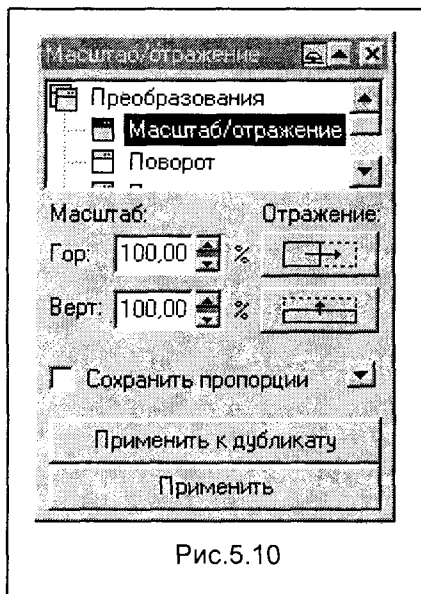 Масштаб/отражение
Преобразования
Масштаб/отражение
Поворот
Масштаб: Отражение:
Гор: 100,00 %
Верт: 100,00 %
Сохранить пропорции
Применить к дубликату
Применить
Рис.5.10